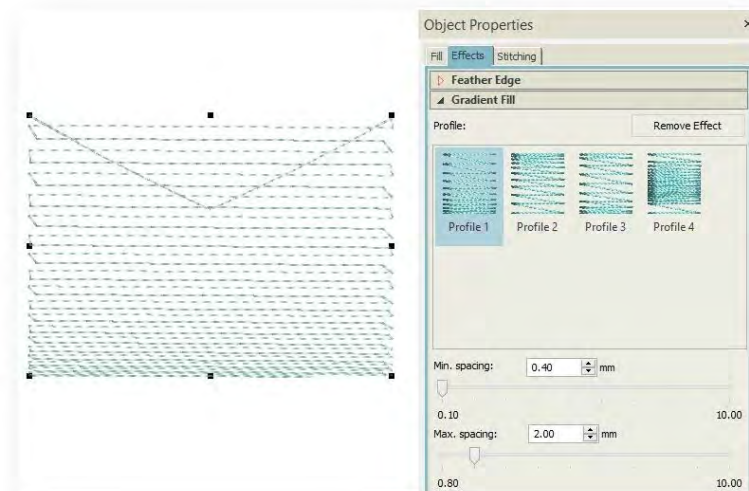 Object Properties
Fill Effects Stitching
Feather Edge
Gradient Fill
Profile: Remove Effect
Profile 1 Profile 2 Profile 3 Profile 4
Min. spacing: 0.40 mm
0.10 10.00
Max. spacing: 2.00 mm
0.80 10.00